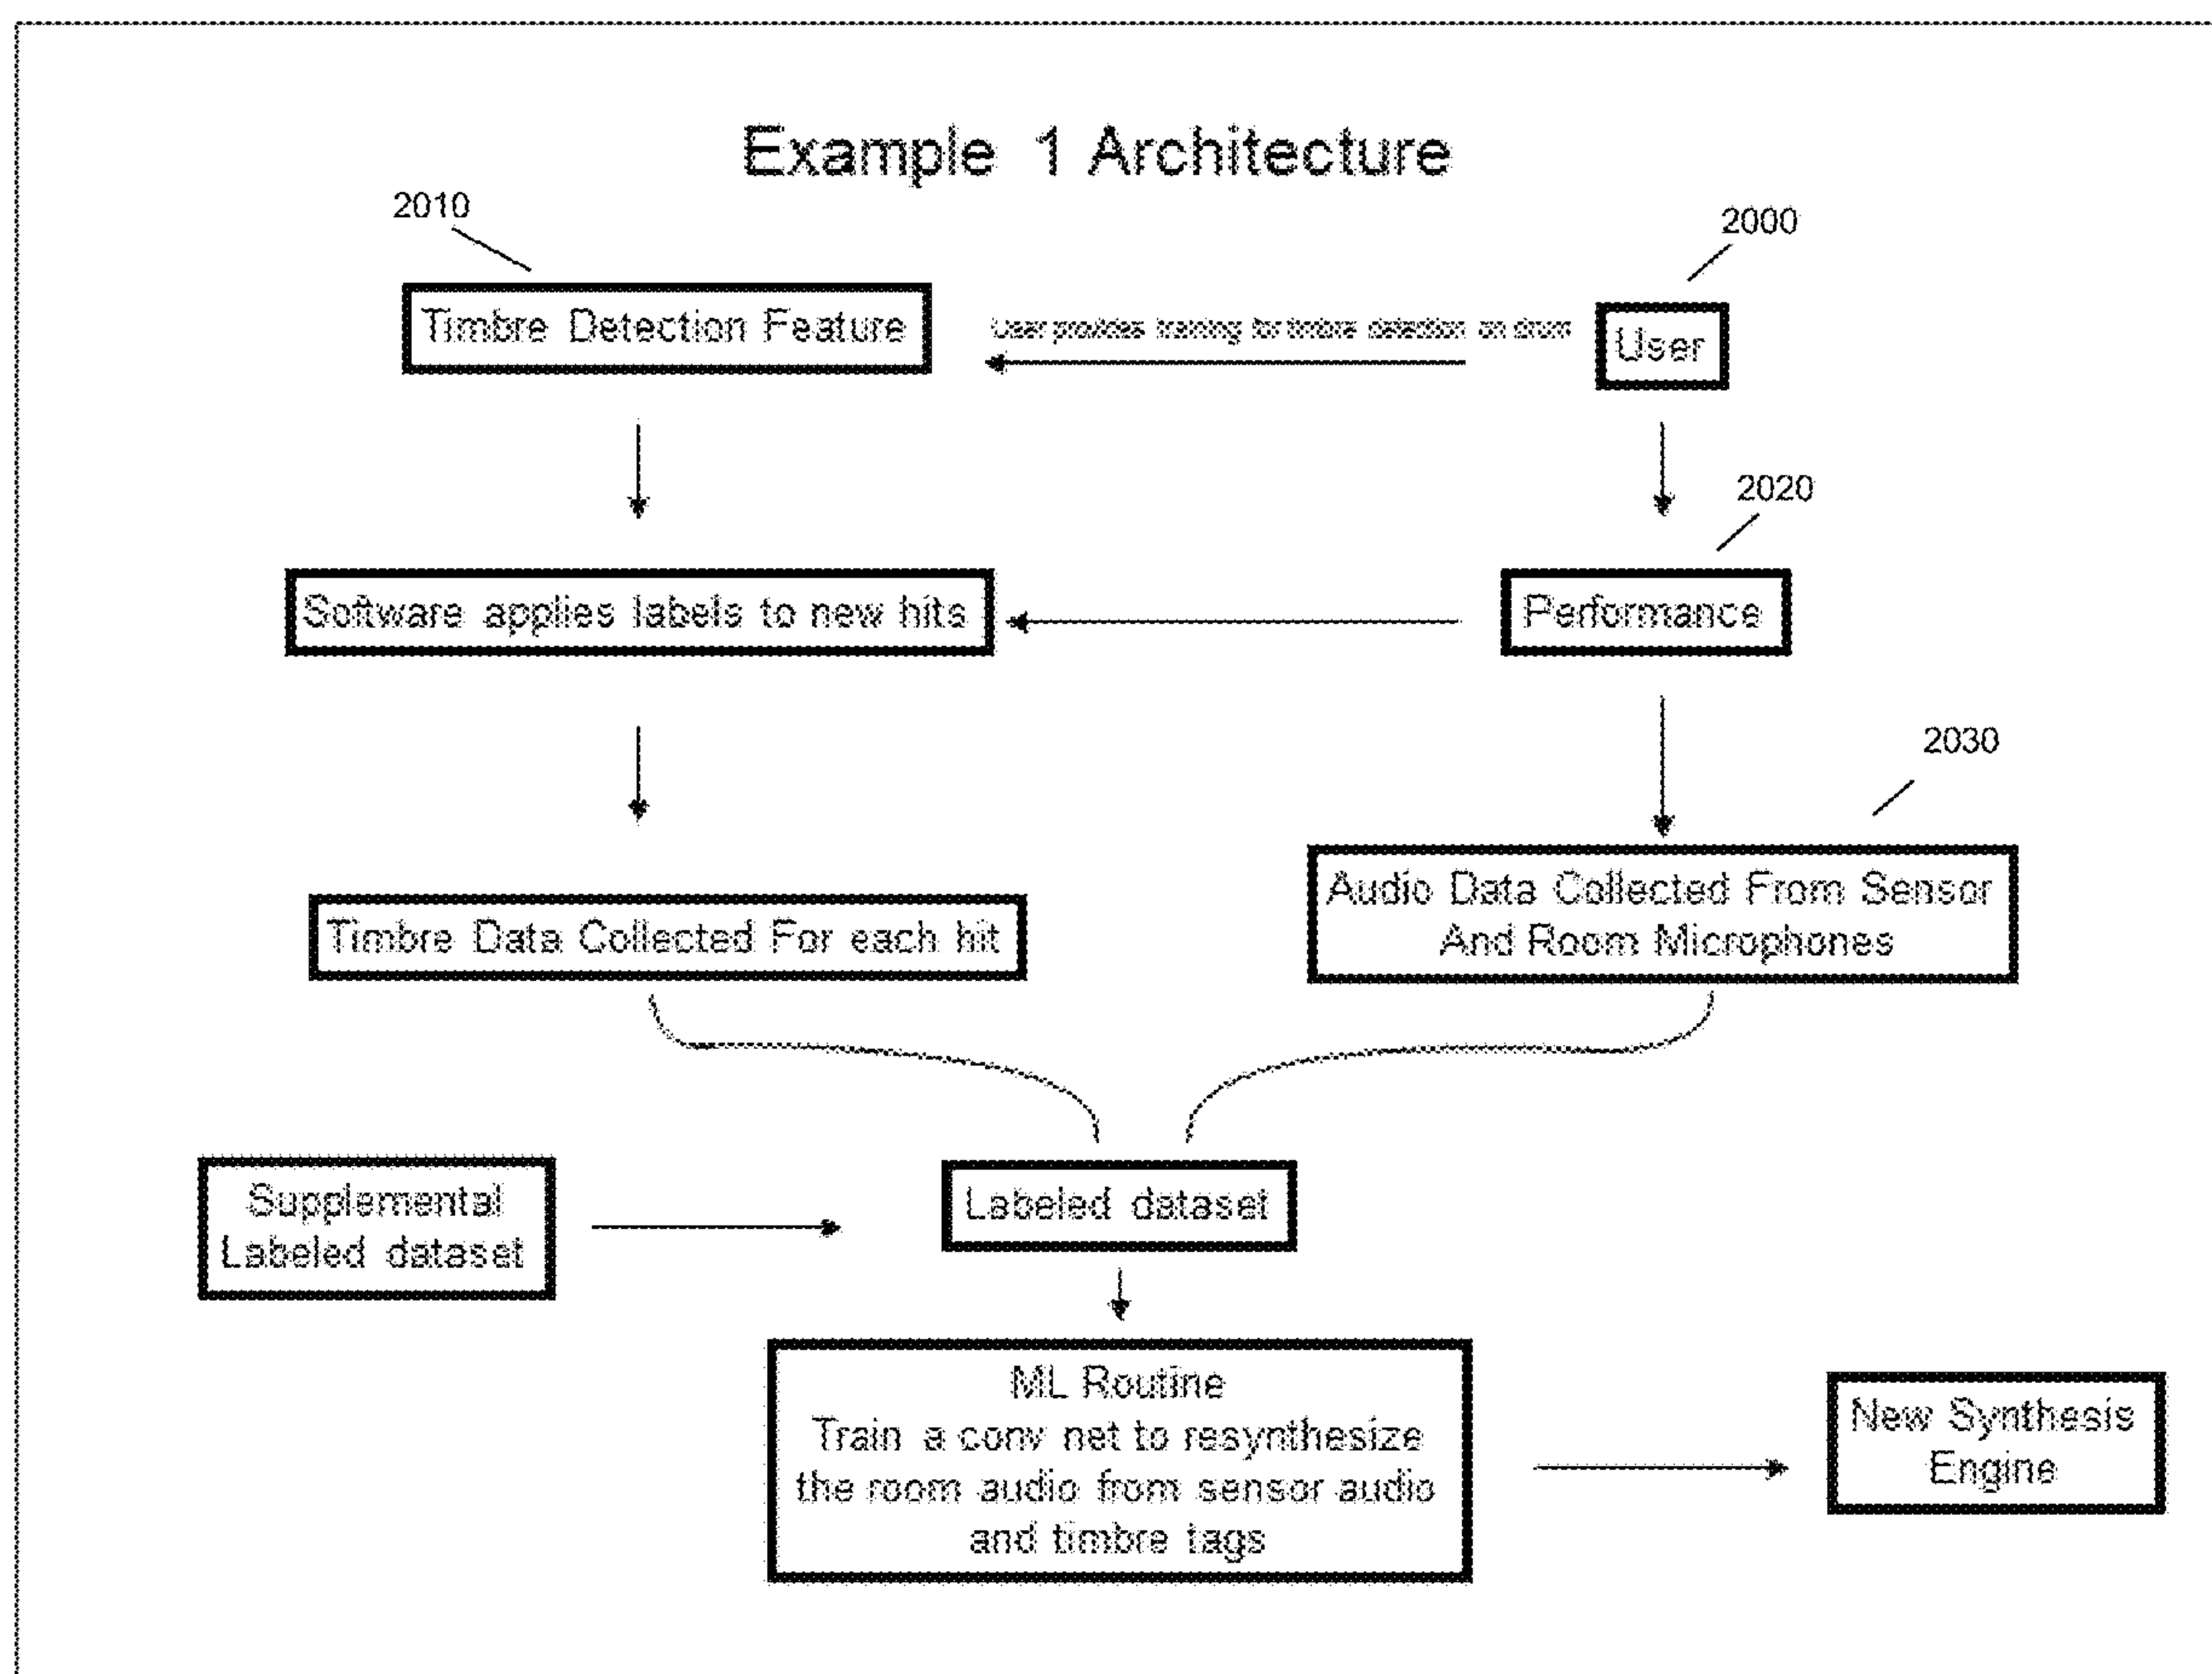 Example 1 Architecture
2010
2000
Timbre Detection Feature
User provides training for timbre detection on drum
User
2020
Software applies labels to new hits
Performance
2030
Timbre Data Collected For each hit
Audio Data Collected From Sensor
And Room Microphones
Supplemental
Labeled dataset
Labeled dataset
ML Routine
Train a conv net to resynthesize
the room audio from sensor audio
and timbre tags
New Synthesis
Engine